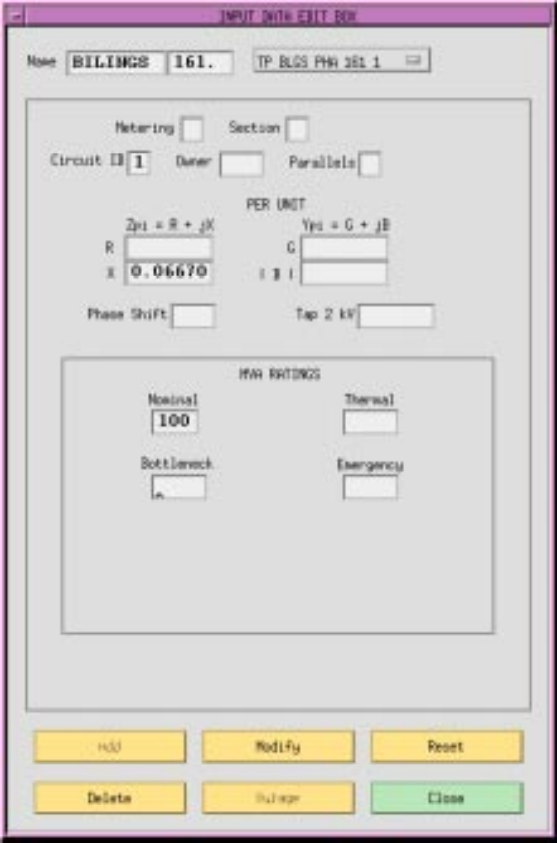 INPUT DATA EDIT BOX
Name BILINGS 161. TP BLGS PHA 161 1
Metering Section
Circuit ID 1 Owner Parallels
PER UNIT
Zpi = R + jX Ypi = G + jB
R G
X 0.06670 | B |
Phase Shift Tap 2 kV
MVA RATINGS
Nominal Thermal
100
Bottleneck Emergency
Add Modify Reset
Delete Outage Close